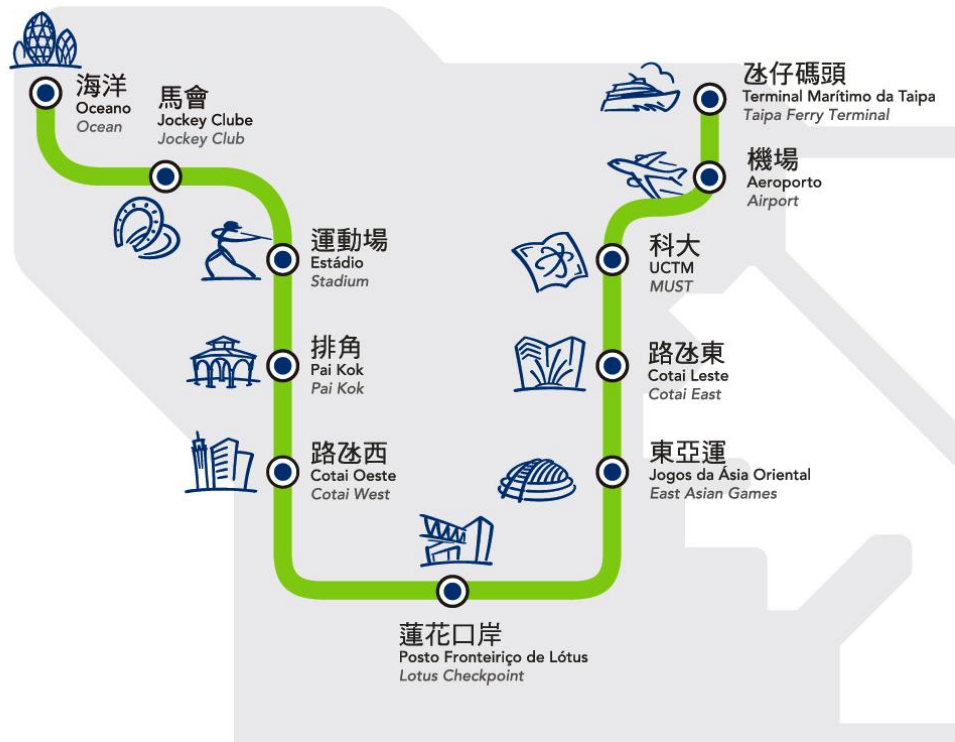 海洋
Oceano
Ocean
馬會
Jockey Clube
Jockey Club
運動場
Estádio
Stadium
排角
Pai Kok
Pai Kok
路氹西
Cotai Oeste
Cotai West
蓮花口岸
Posto Fronteiriço de Lótus
Lotus Checkpoint
東亞運
Jogos da Ásia Oriental
East Asian Games
路氹東
Cotai Leste
Cotai East
科大
UCTM
MUST
機場
Aeroporto
Airport
氹仔碼頭
Terminal Marítimo da Taipa
Taipa Ferry Terminal